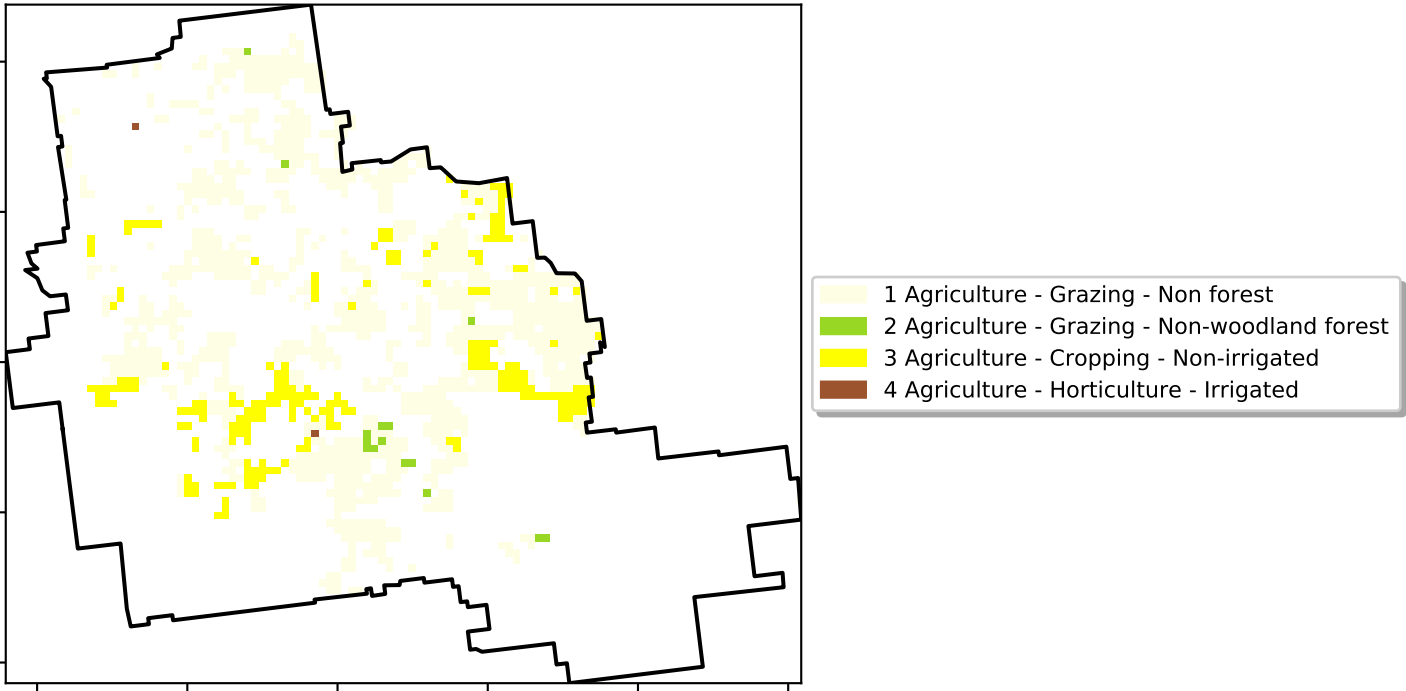 1 Agriculture - Grazing - Non forest
2 Agriculture - Grazing - Non-woodland forest
3 Agriculture - Cropping - Non-irrigated
4 Agriculture - Horticulture - Irrigated